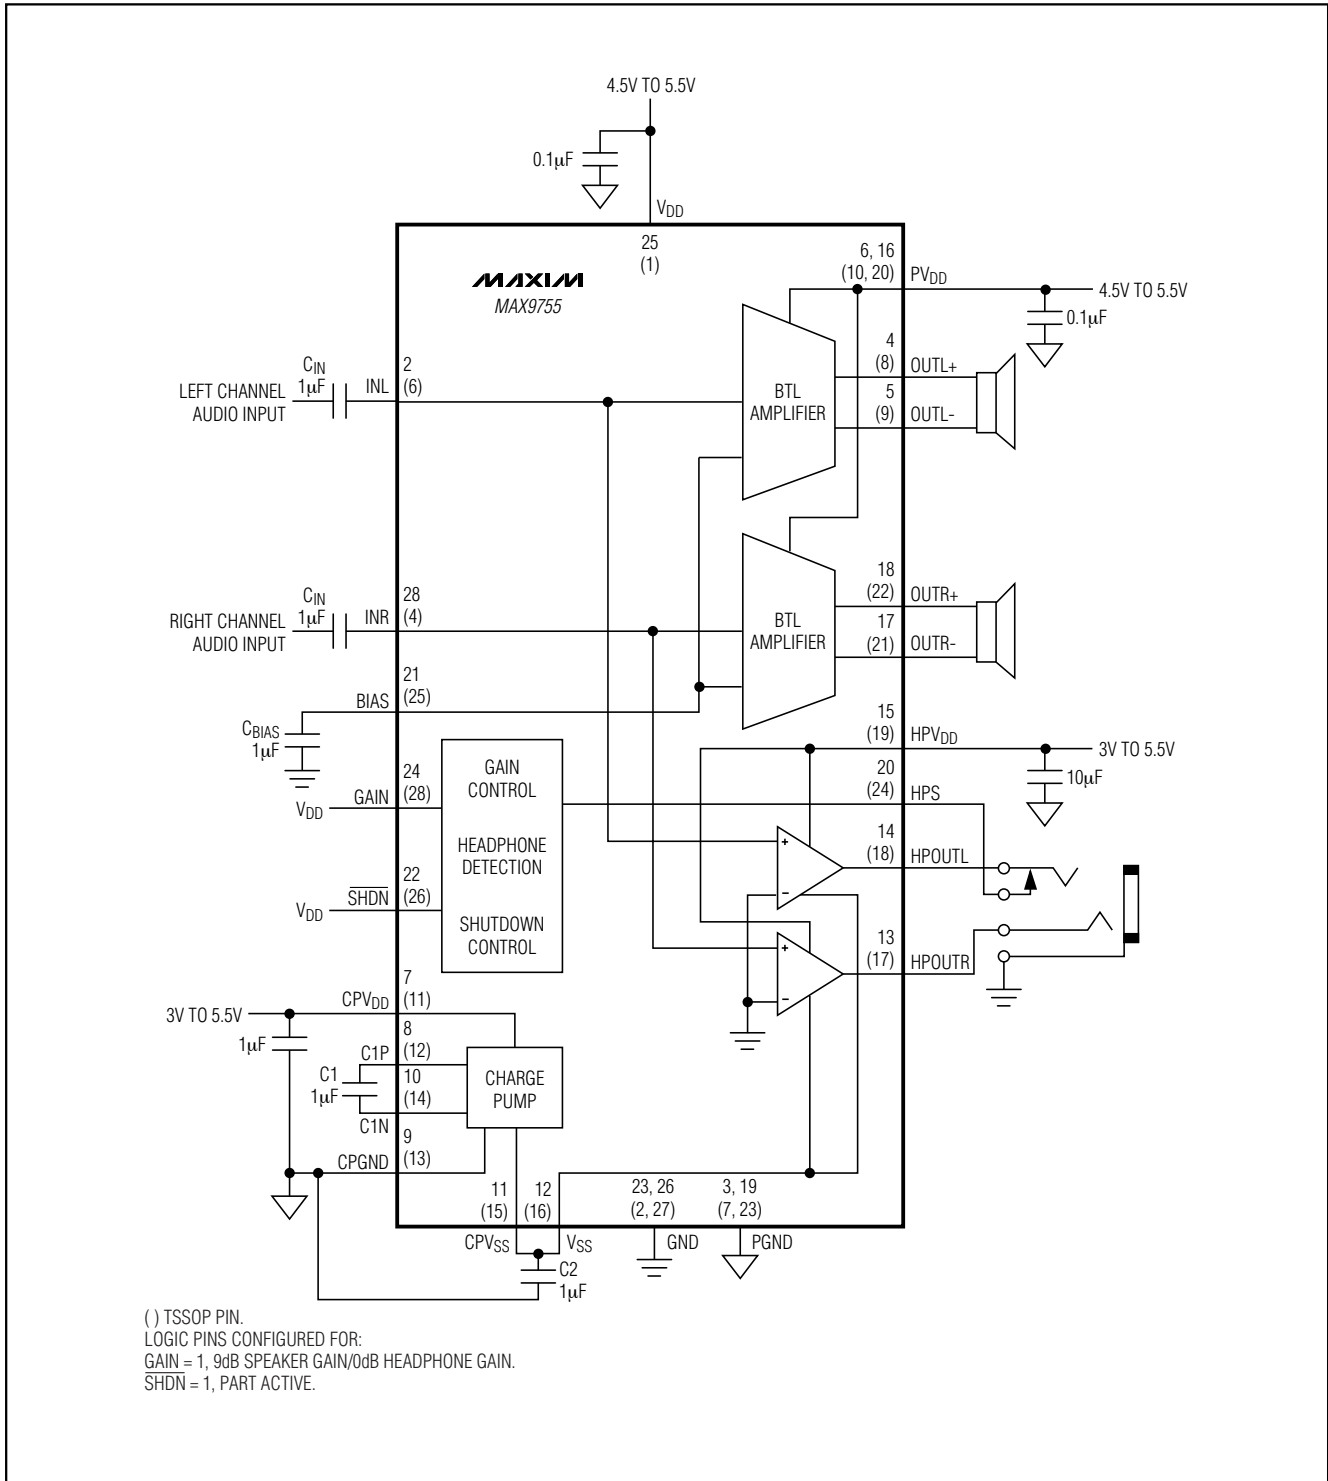 4.5V TO 5.5V
0.1µF
VDD
25
(1)
6, 16
(10, 20)
PVDD
4.5V TO 5.5V
0.1µF
MAXIM
MAX9755
4
(8)
OUTL+
5
(9)
OUTL-
BTL
AMPLIFIER
CIN
1µF
2
(6)
INL
LEFT CHANNEL
AUDIO INPUT
18
(22)
OUTR+
17
(21)
OUTR-
BTL
AMPLIFIER
CIN
1µF
28
(4)
INR
RIGHT CHANNEL
AUDIO INPUT
21
(25)
BIAS
CBIAS
1µF
15
(19)
HPVDD
3V TO 5.5V
10µF
24
(28)
GAIN
VDD
GAIN
CONTROL
HEADPHONE
DETECTION
SHUTDOWN
CONTROL
20
(24)
HPS
14
(18)
HPOUTL
+
−
22
(26)
SHDN
VDD
13
(17)
HPOUTR
+
−
7
(11)
CPVDD
3V TO 5.5V
1µF
8
(12)
C1P
C1
1µF
10
(14)
C1N
CHARGE
PUMP
9
(13)
CPGND
11
(15)
12
(16)
23, 26
(2, 27)
3, 19
(7, 23)
CPVSS
VSS
GND
PGND
C2
1µF
( ) TSSOP PIN.
LOGIC PINS CONFIGURED FOR:
GAIN = 1, 9dB SPEAKER GAIN/0dB HEADPHONE GAIN.
SHDN = 1, PART ACTIVE.